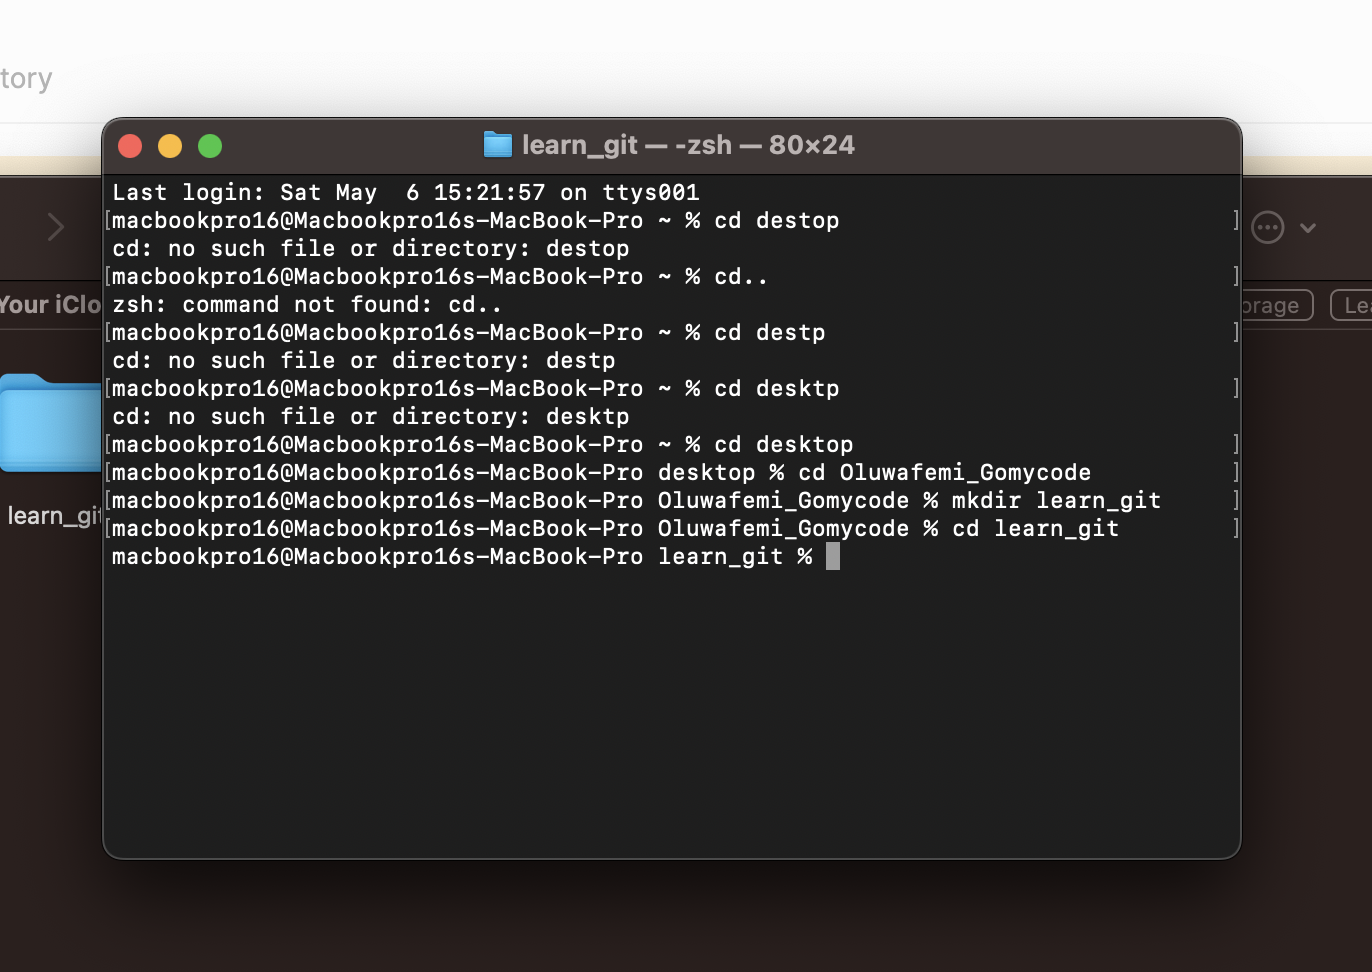 tory
learn_git — -zsh — 80×24
Last login: Sat May  6 15:21:57 on ttys001
[macbookpro16@Macbookpro16s-MacBook-Pro ~ % cd destop ]
cd: no such file or directory: destop
[macbookpro16@Macbookpro16s-MacBook-Pro ~ % cd.. ]
zsh: command not found: cd..
[macbookpro16@Macbookpro16s-MacBook-Pro ~ % cd destp ]
cd: no such file or directory: destp
[macbookpro16@Macbookpro16s-MacBook-Pro ~ % cd desktp ]
cd: no such file or directory: desktp
[macbookpro16@Macbookpro16s-MacBook-Pro ~ % cd desktop ]
[macbookpro16@Macbookpro16s-MacBook-Pro desktop % cd Oluwafemi_Gomycode ]
[macbookpro16@Macbookpro16s-MacBook-Pro Oluwafemi_Gomycode % mkdir learn_git ]
[macbookpro16@Macbookpro16s-MacBook-Pro Oluwafemi_Gomycode % cd learn_git ]
macbookpro16@Macbookpro16s-MacBook-Pro learn_git %
Your iClo
orage
Lea
learn_git